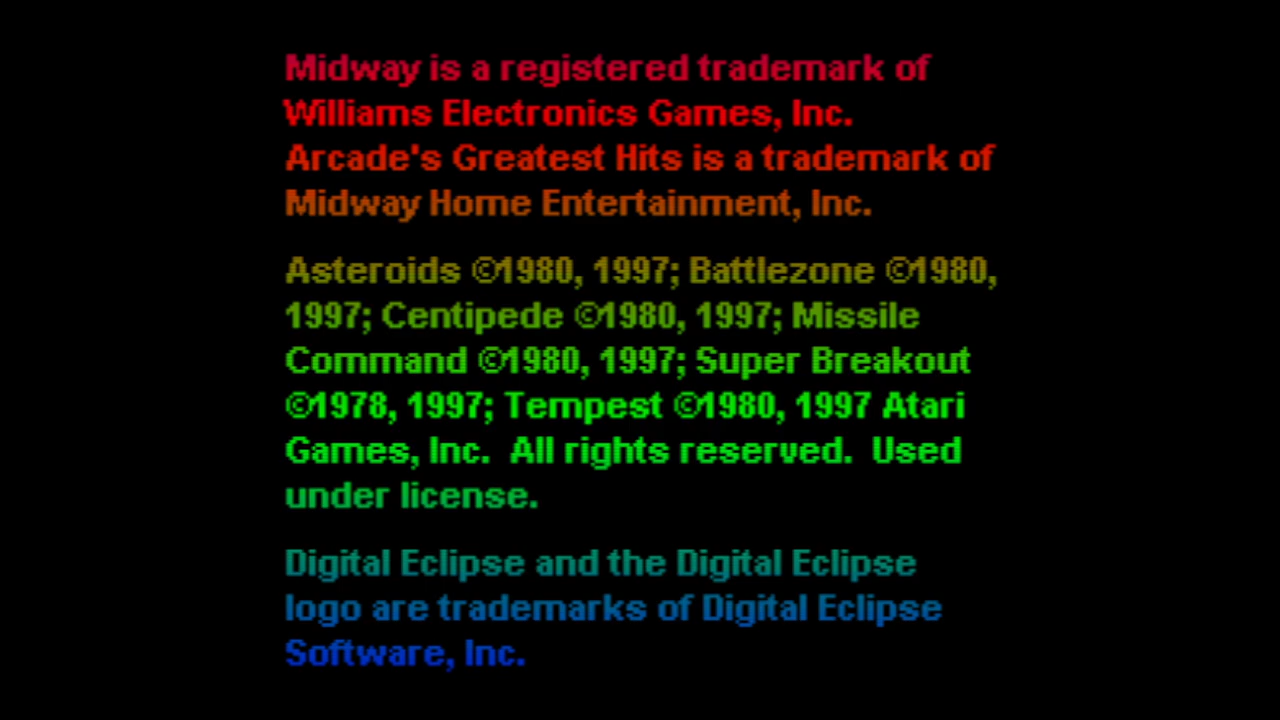 Midway is a registered trademark of
Williams Electronics Games, Inc.
Arcade's Greatest Hits is a trademark of
Midway Home Entertainment, Inc.
Asteroids ©1980, 1997; Battlezone ©1980,
1997; Centipede ©1980, 1997; Missile
Command ©1980, 1997; Super Breakout
©1978, 1997; Tempest ©1980, 1997 Atari
Games, Inc.  All rights reserved.  Used
under license.
Digital Eclipse and the Digital Eclipse
logo are trademarks of Digital Eclipse
Software, Inc.